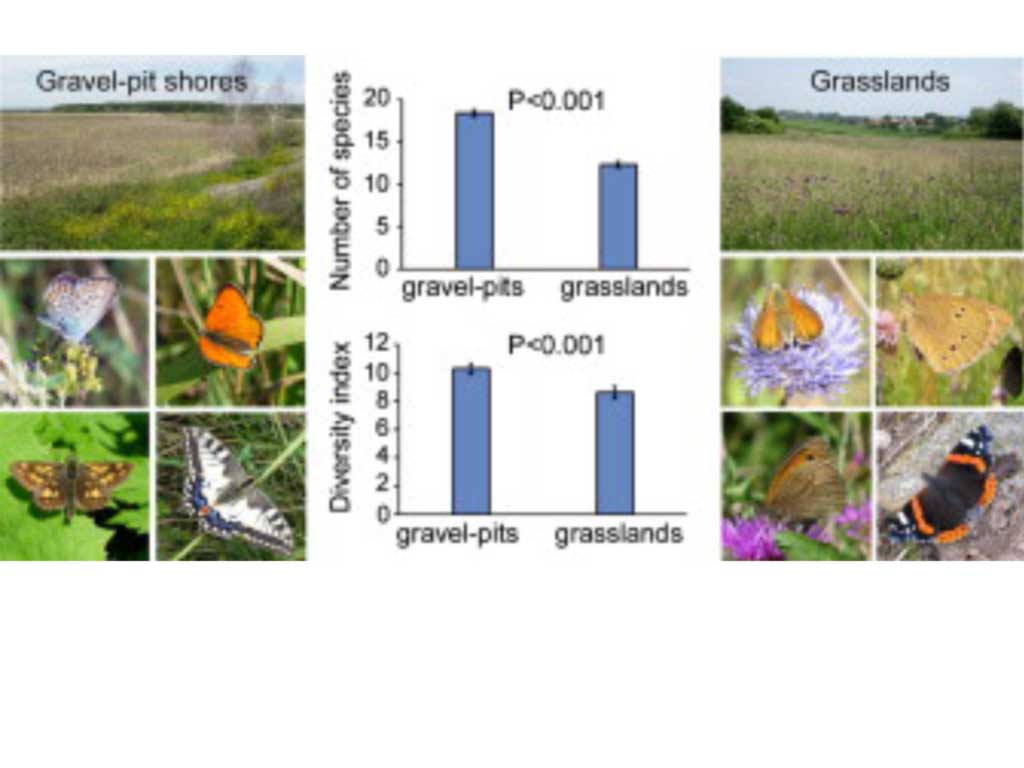 Gravel-pit shores
Number of species
20
15
10
5
0
P<0.001
gravel-pits grasslands
Diversity index
12
10
8
6
4
2
0
P<0.001
gravel-pits grasslands
Grasslands